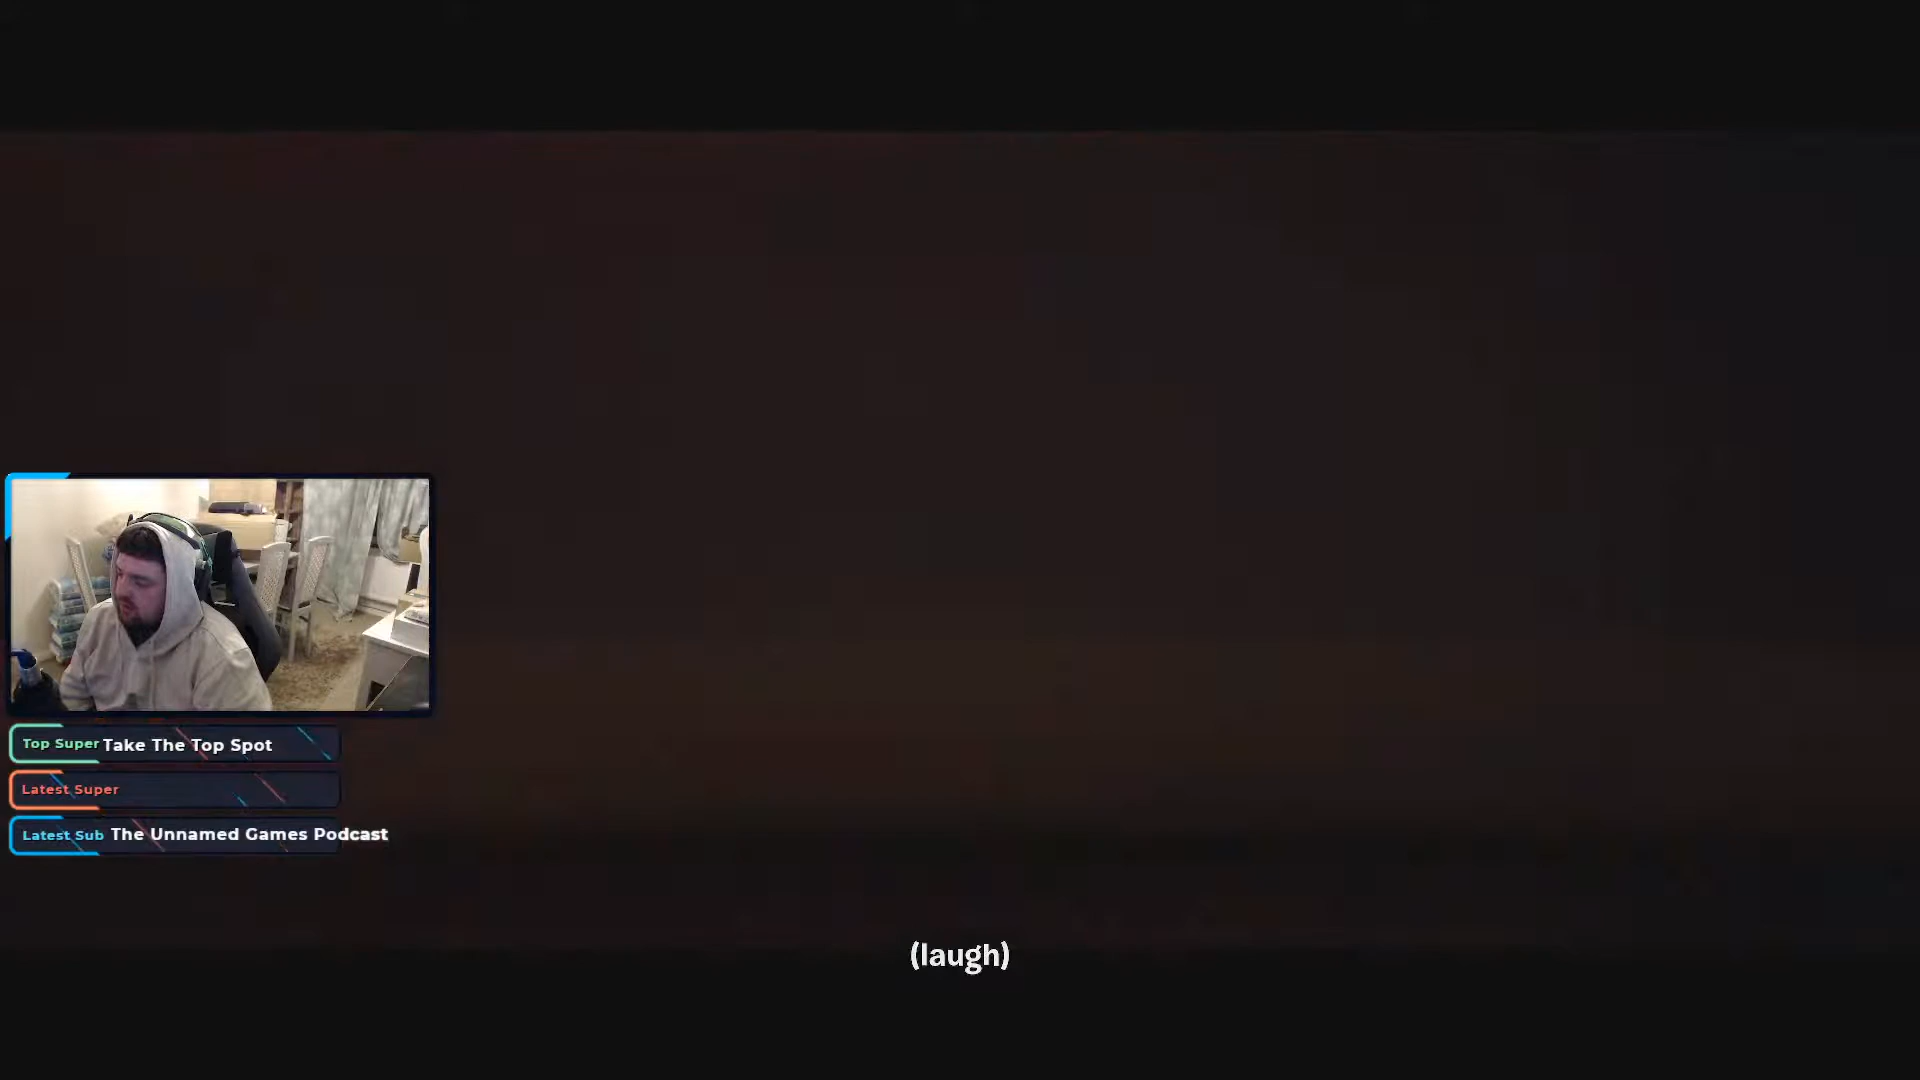 Top Super Take The Top Spot
Latest Super
Latest Sub The Unnamed Games Podcast
(laugh)